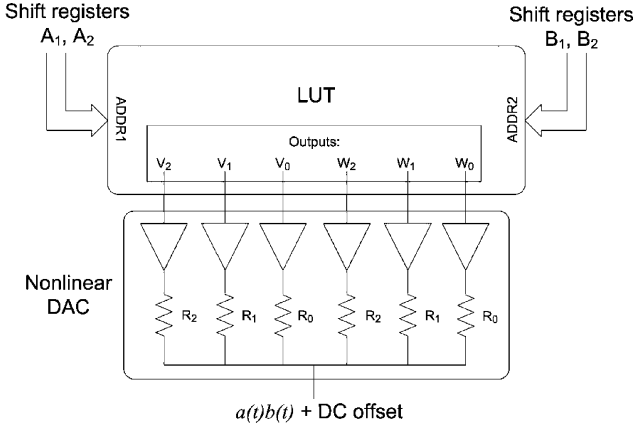 Shift registers
A₁, A₂
Shift registers
B₁, B₂
ADDR1
LUT
ADDR2
Outputs:
V₂ V₁ V₀ W₂ W₁ W₀
Nonlinear
DAC
R₂ R₁ R₀ R₂ R₁ R₀
a(t)b(t) + DC offset